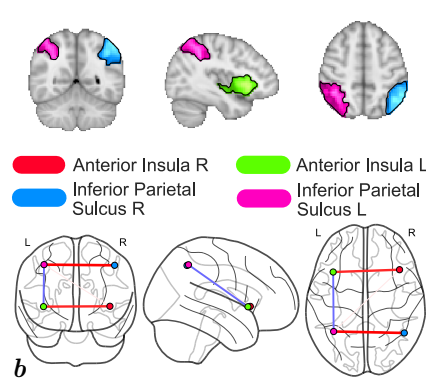 Anterior Insula R
Anterior Insula L
Inferior Parietal
Sulcus R
Inferior Parietal
Sulcus L
L R
L R
b